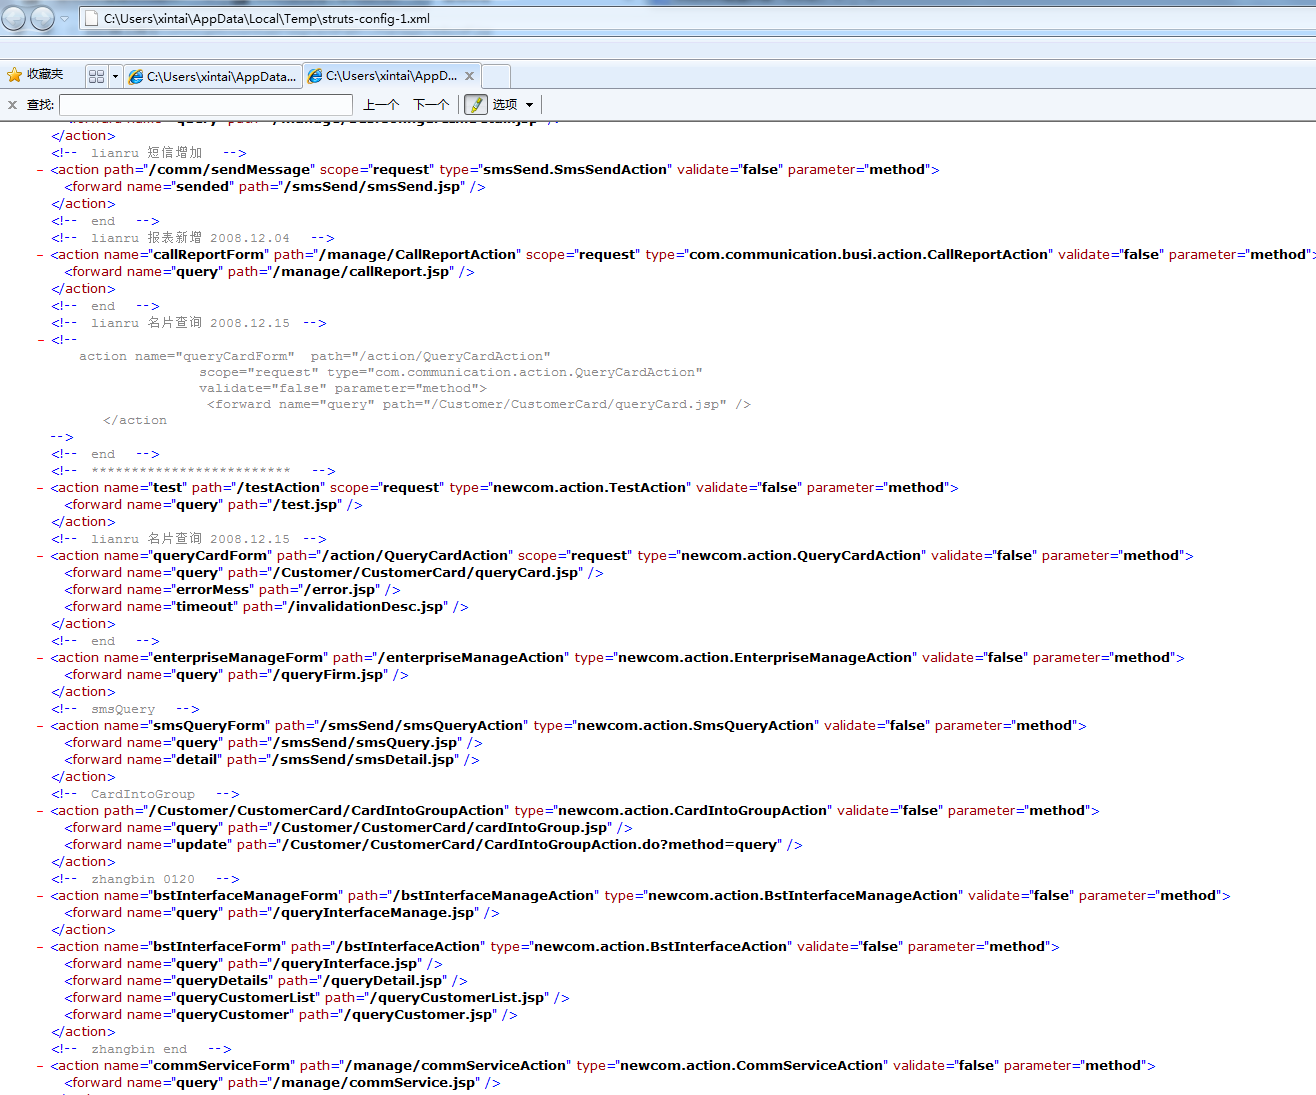 C:\Users\xintai\AppData\Local\Temp\struts-config-1.xml
收藏夹
C:\Users\xintai\AppData... C:\Users\xintai\AppD... x
x 查找: 上一个 下一个 选项
</action>
<!-- lianru 短信增加 -->
- <action path="/comm/sendMessage" scope="request" type="smsSend.SmsSendAction" validate="false" parameter="method">
<forward name="sended" path="/smsSend/smsSend.jsp" />
</action>
<!-- end -->
<!-- lianru 报表新增 2008.12.04 -->
- <action name="callReportForm" path="/manage/CallReportAction" scope="request" type="com.communication.busi.action.CallReportAction" validate="false" parameter="method">
<forward name="query" path="/manage/callReport.jsp" />
</action>
<!-- end -->
<!-- lianru 名片查询 2008.12.15 -->
- <!--
action name="queryCardForm" path="/action/QueryCardAction"
scope="request" type="com.communication.action.QueryCardAction"
validate="false" parameter="method">
<forward name="query" path="/Customer/CustomerCard/queryCard.jsp" />
</action
-->
<!-- end -->
<!-- ************************* -->
- <action name="test" path="/testAction" scope="request" type="newcom.action.TestAction" validate="false" parameter="method">
<forward name="query" path="/test.jsp" />
</action>
<!-- lianru 名片查询 2008.12.15 -->
- <action name="queryCardForm" path="/action/QueryCardAction" scope="request" type="newcom.action.QueryCardAction" validate="false" parameter="method">
<forward name="query" path="/Customer/CustomerCard/queryCard.jsp" />
<forward name="errorMess" path="/error.jsp" />
<forward name="timeout" path="/invalidationDesc.jsp" />
</action>
<!-- end -->
- <action name="enterpriseManageForm" path="/enterpriseManageAction" type="newcom.action.EnterpriseManageAction" validate="false" parameter="method">
<forward name="query" path="/queryFirm.jsp" />
</action>
<!-- smsQuery -->
- <action name="smsQueryForm" path="/smsSend/smsQueryAction" type="newcom.action.SmsQueryAction" validate="false" parameter="method">
<forward name="query" path="/smsSend/smsQuery.jsp" />
<forward name="detail" path="/smsSend/smsDetail.jsp" />
</action>
<!-- CardIntoGroup -->
- <action path="/Customer/CustomerCard/CardIntoGroupAction" type="newcom.action.CardIntoGroupAction" validate="false" parameter="method">
<forward name="query" path="/Customer/CustomerCard/cardIntoGroup.jsp" />
<forward name="update" path="/Customer/CustomerCard/CardIntoGroupAction.do?method=query" />
</action>
<!-- zhangbin 0120 -->
- <action name="bstInterfaceManageForm" path="/bstInterfaceManageAction" type="newcom.action.BstInterfaceManageAction" validate="false" parameter="method">
<forward name="query" path="/queryInterfaceManage.jsp" />
</action>
- <action name="bstInterfaceForm" path="/bstInterfaceAction" type="newcom.action.BstInterfaceAction" validate="false" parameter="method">
<forward name="query" path="/queryInterface.jsp" />
<forward name="queryDetails" path="/queryDetail.jsp" />
<forward name="queryCustomerList" path="/queryCustomerList.jsp" />
<forward name="queryCustomer" path="/queryCustomer.jsp" />
</action>
<!-- zhangbin end -->
- <action name="commServiceForm" path="/manage/commServiceAction" type="newcom.action.CommServiceAction" validate="false" parameter="method">
<forward name="query" path="/manage/commService.jsp" />